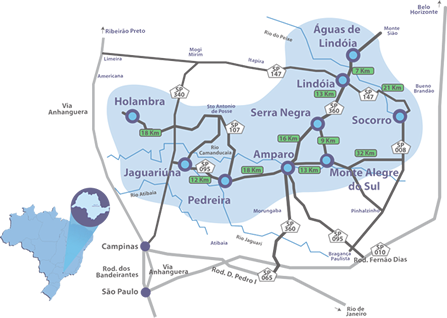 Belo
Horizonte
Ribeirão Preto
Águas de
Lindóia
Monte
Sião
Rio do Peixe
Mogi
Mirim
Itapira
Limeira
SP
147
7 Km
Americana
SP
340
Lindóia
21 Km
13 Km
SP
147
Bueno
Brandão
Via
Anhanguera
Holambra
Sto Antonio
de Posse
SP
360
Serra Negra
Socorro
SP
107
19 Km
16 Km
9 Km
Rio
Camanducaia
SP
008
12 Km
Jaguariúna
SP
095
Amparo
18 Km
13 Km
Monte Alegre
do Sul
12 Km
Rio Atibaia
Pedreira
Morungaba
SP
360
Pinhalzinho
Rio Jaguari
Atibaia
SP
095
SP
010
Campinas
Bragança
Paulista
Rod. Fernão Dias
Rod. dos
Bandeirantes
Via
Anhanguera
Rod. D. Pedro I
SP
065
São Paulo
Rio de
Janeiro